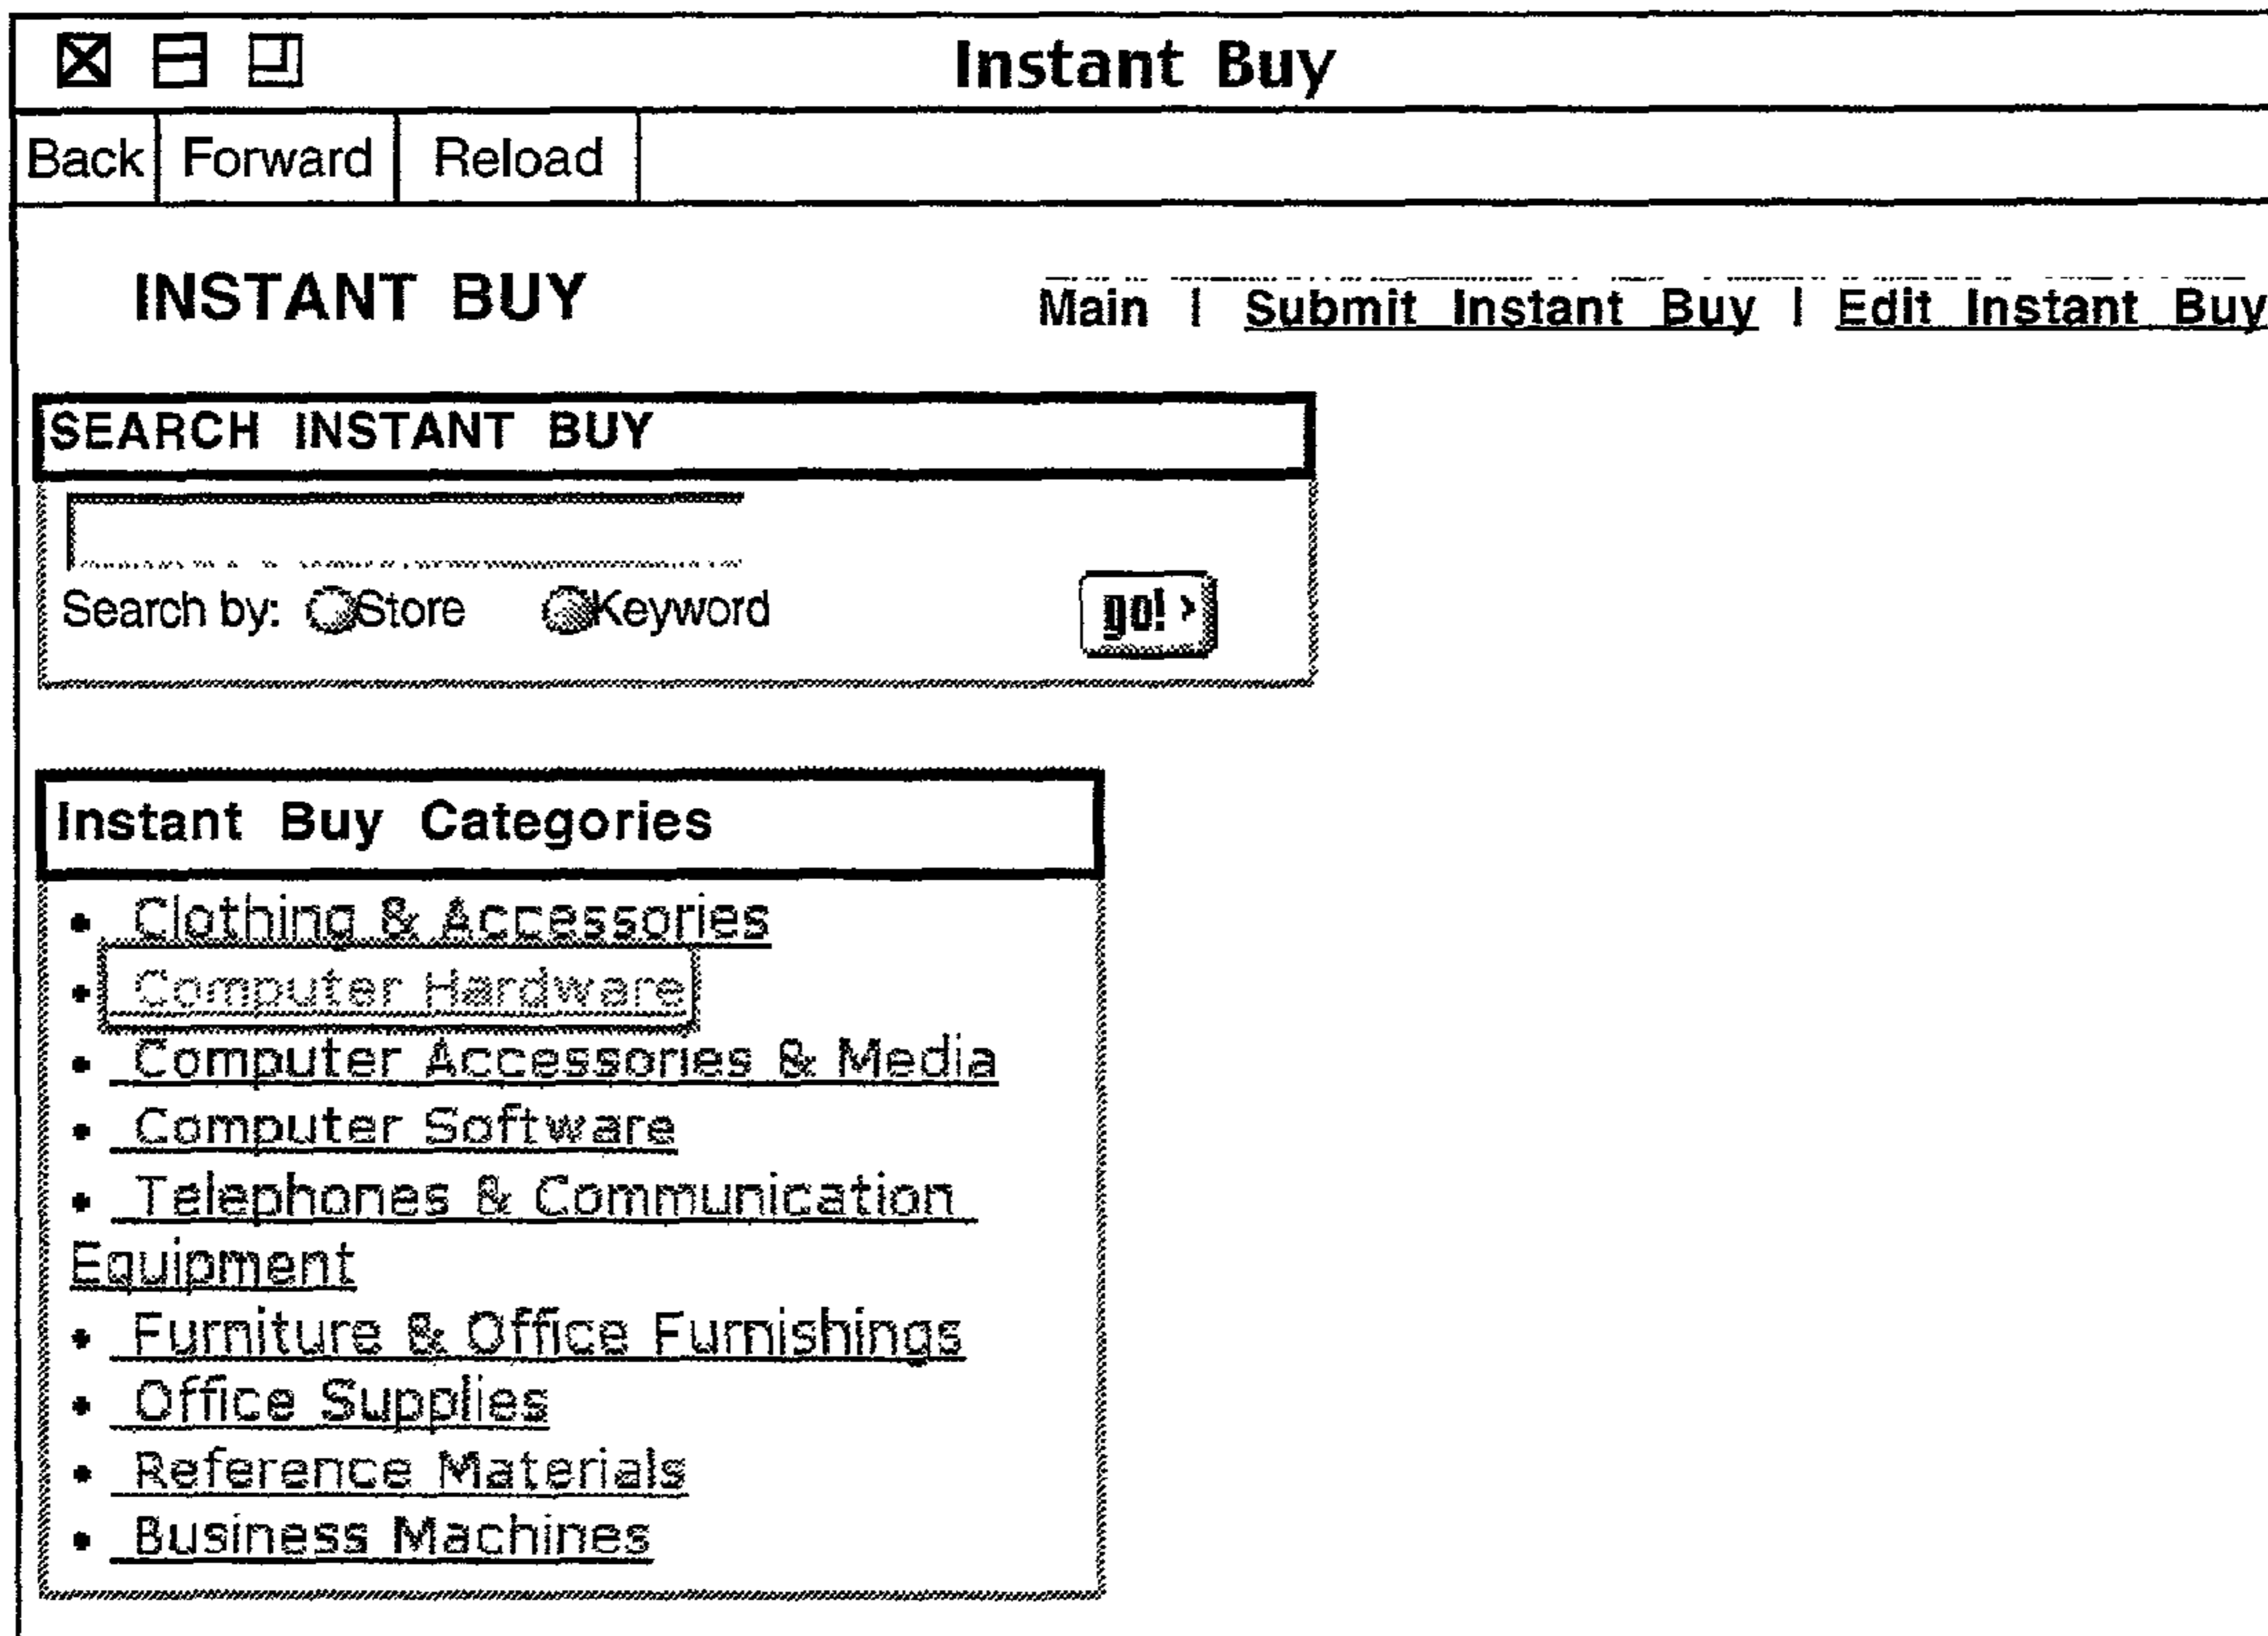 Instant Buy
Back Forward Reload
INSTANT BUY
Main | Submit Instant Buy | Edit Instant Buy
SEARCH INSTANT BUY
Search by: Store Keyword
go! >
Instant Buy Categories
• Clothing & Accessories
• Computer Hardware
• Computer Accessories & Media
• Computer Software
• Telephones & Communication
Equipment
• Furniture & Office Furnishings
• Office Supplies
• Reference Materials
• Business Machines